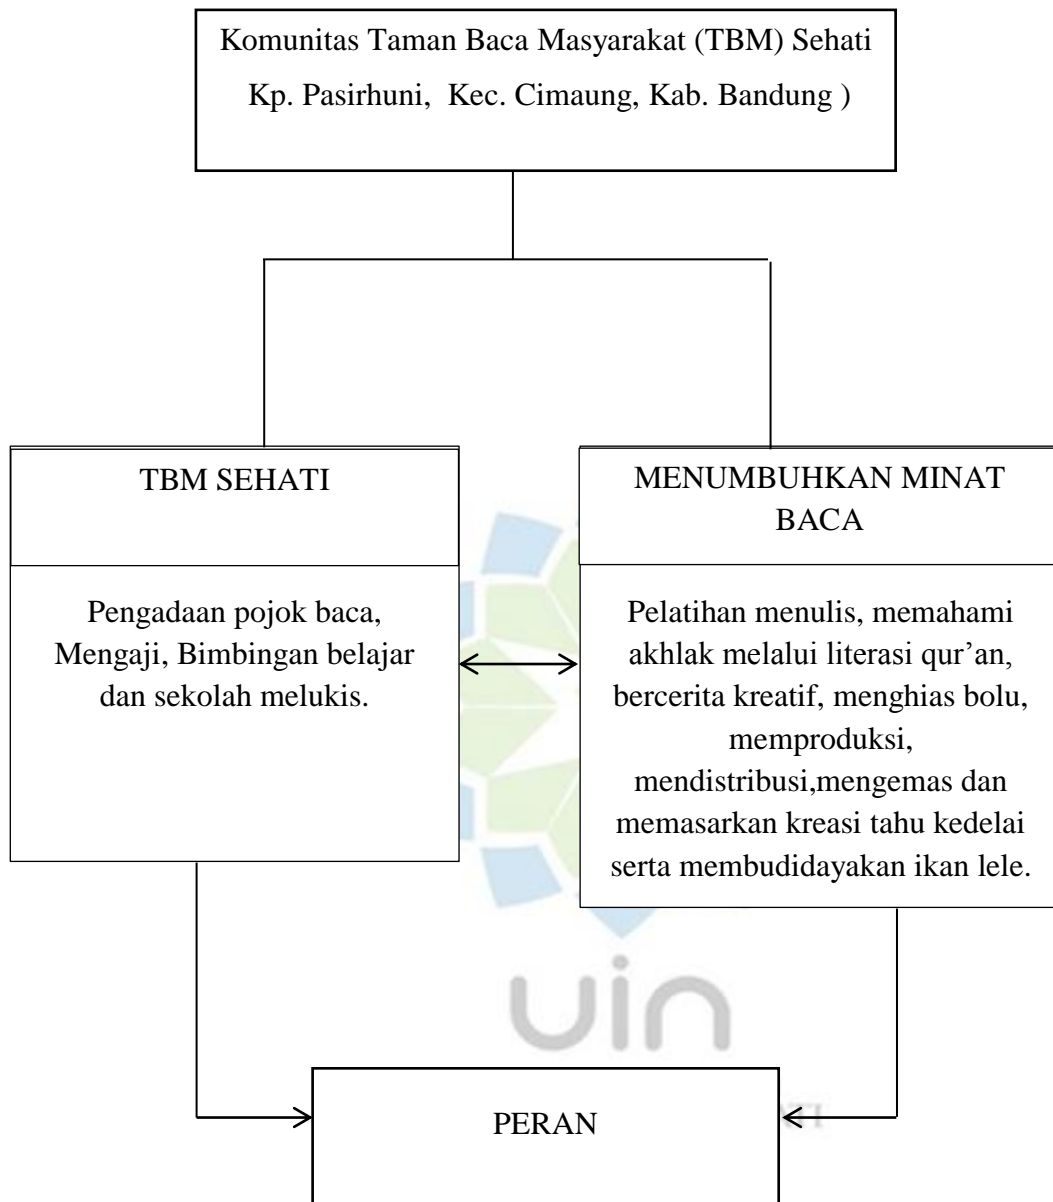 Komunitas Taman Baca Masyarakat (TBM) Sehati
Kp. Pasirhuni, Kec. Cimaung, Kab. Bandung )
TBM SEHATI
Pengadaan pojok baca,
Mengaji, Bimbingan belajar
dan sekolah melukis.
MENUMBUHKAN MINAT
BACA
Pelatihan menulis, memahami
akhlak melalui literasi qur’an,
bercerita kreatif, menghias bolu,
memproduksi,
mendistribusi,mengemas dan
memasarkan kreasi tahu kedelai
serta membudidayakan ikan lele.
uin
PERAN